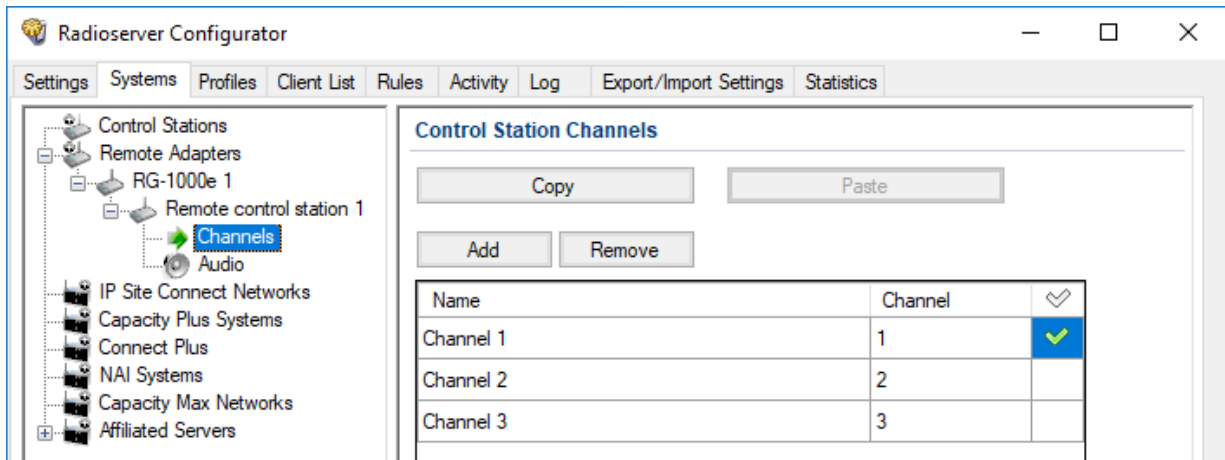 Radioserver Configurator
Settings Systems Profiles Client List Rules Activity Log Export/Import Settings Statistics
Control Stations
Remote Adapters
RG-1000e 1
Remote control station 1
Channels
Audio
IP Site Connect Networks
Capacity Plus Systems
Connect Plus
NAI Systems
Capacity Max Networks
Affiliated Servers
Control Station Channels
Copy Paste
Add Remove
Name Channel
Channel 1 1
Channel 2 2
Channel 3 3